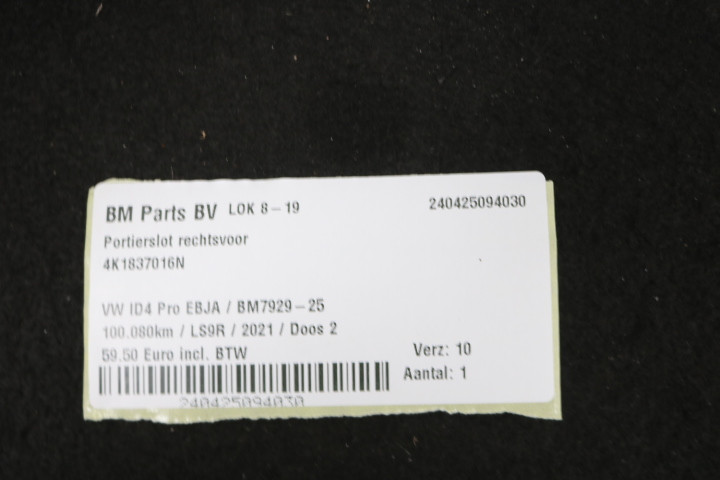 BM Parts BV LOK 8-19 240425094030
Portierslot rechtsvoor
4K1837016N
VW ID4 Pro EBJA / BM7929-25
100.080km / LS9R / 2021 / Doos 2
59.50 Euro incl. BTW Verz: 10
Aantal: 1
240425094030